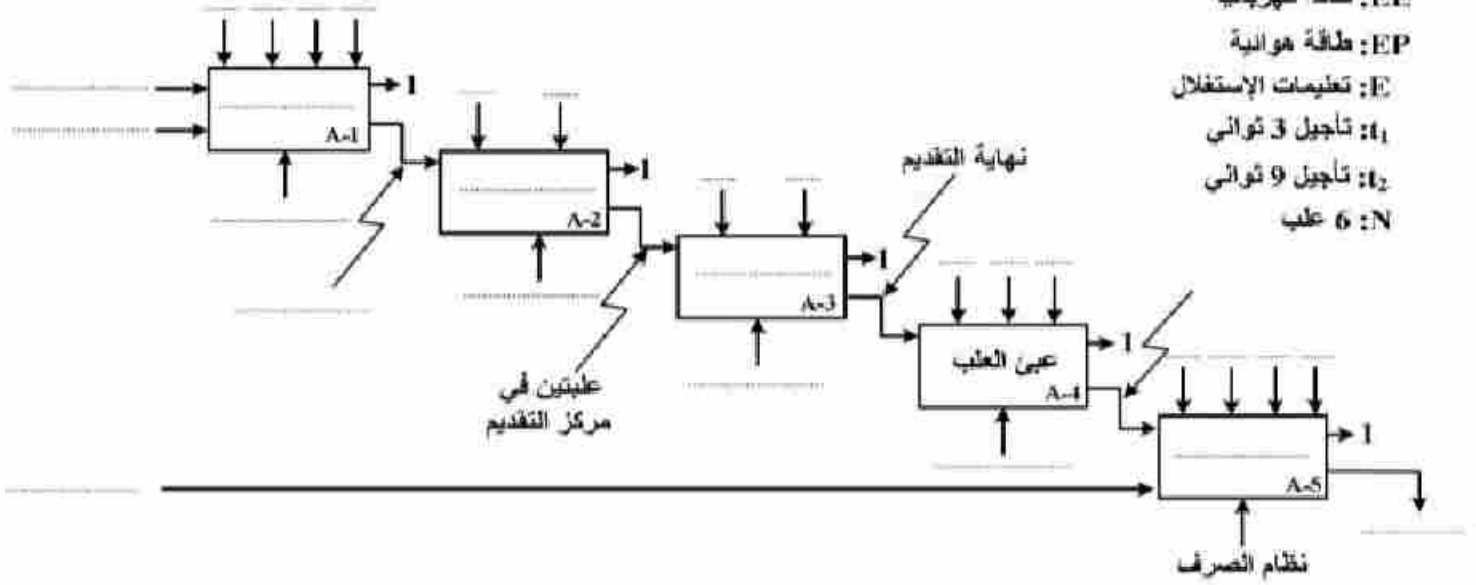 EP: طاقة هوائية
E: تعليمات الإستغلال
t₁: تأجيل 3 ثواني
t₂: تأجيل 9 ثواني
N: 6 علب
1
A-1
1
A-2
نهاية التقديم
1
A-3
علبتين في
مركز التقديم
1
عبئ العلب
A-4
1
A-5
نظام الصرف